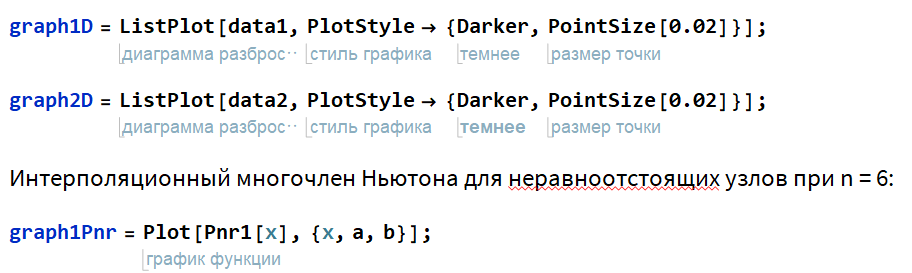 graph1D = ListPlot[data1, PlotStyle → {Darker, PointSize[0.02]}];
диаграмма разброс·· стиль графика темнее размер точки
graph2D = ListPlot[data2, PlotStyle → {Darker, PointSize[0.02]}];
диаграмма разброс·· стиль графика темнее размер точки
Интерполяционный многочлен Ньютона для неравноотстоящих узлов при n = 6:
graph1Pnr = Plot[Pnr1[x], {x, a, b}];
график функции